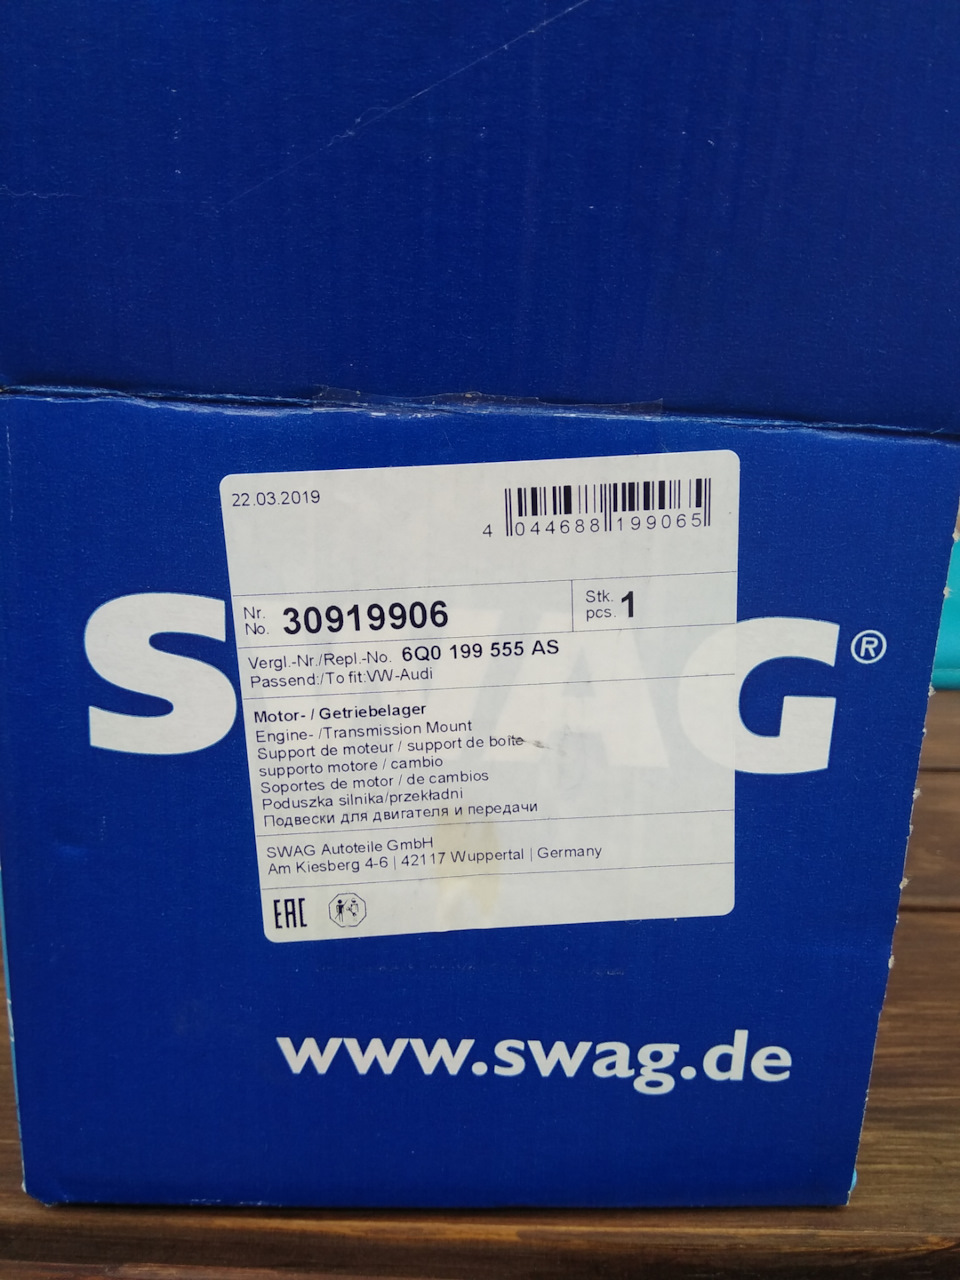 22.03.2019
4 044688 199065
Nr.
No. 30919906
Stk.
pcs. 1
Vergl.-Nr./Repl.-No. 6Q0 199 555 AS
Passend:/To fit:VW-Audi
Motor- / Getriebelager
Engine- /Transmission Mount
Support de moteur / support de boîte
supporto motore / cambio
Soportes de motor / de cambios
Poduszka silnika/przekładni
Подвески для двигателя и передачи
SWAG Autoteile GmbH
Am Kiesberg 4-6 | 42117 Wuppertal | Germany
EAC
SWAG®
www.swag.de